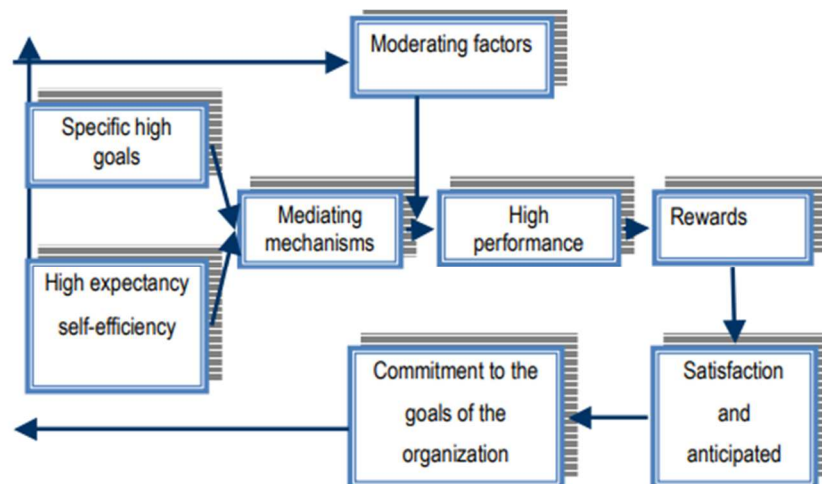 Moderating factors
Specific high
goals
Mediating
mechanisms
High
performance
Rewards
High expectancy
self-efficiency
Commitment to the
goals of the
organization
Satisfaction
and
anticipated